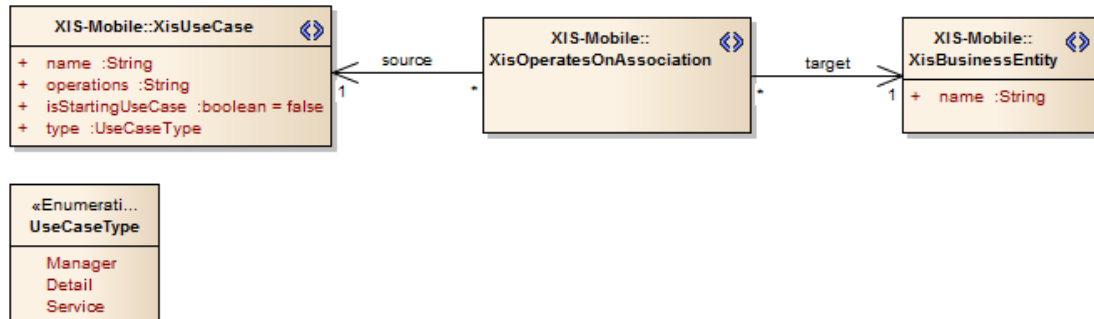 XIS-Mobile::XisUseCase
+ name :String
+ operations :String
+ isStartingUseCase :boolean = false
+ type :UseCaseType
source
1
*
XIS-Mobile::
XisOperatesOnAssociation
target
*
1
XIS-Mobile::
XisBusinessEntity
+ name :String
«Enumerati...
UseCaseType
Manager
Detail
Service